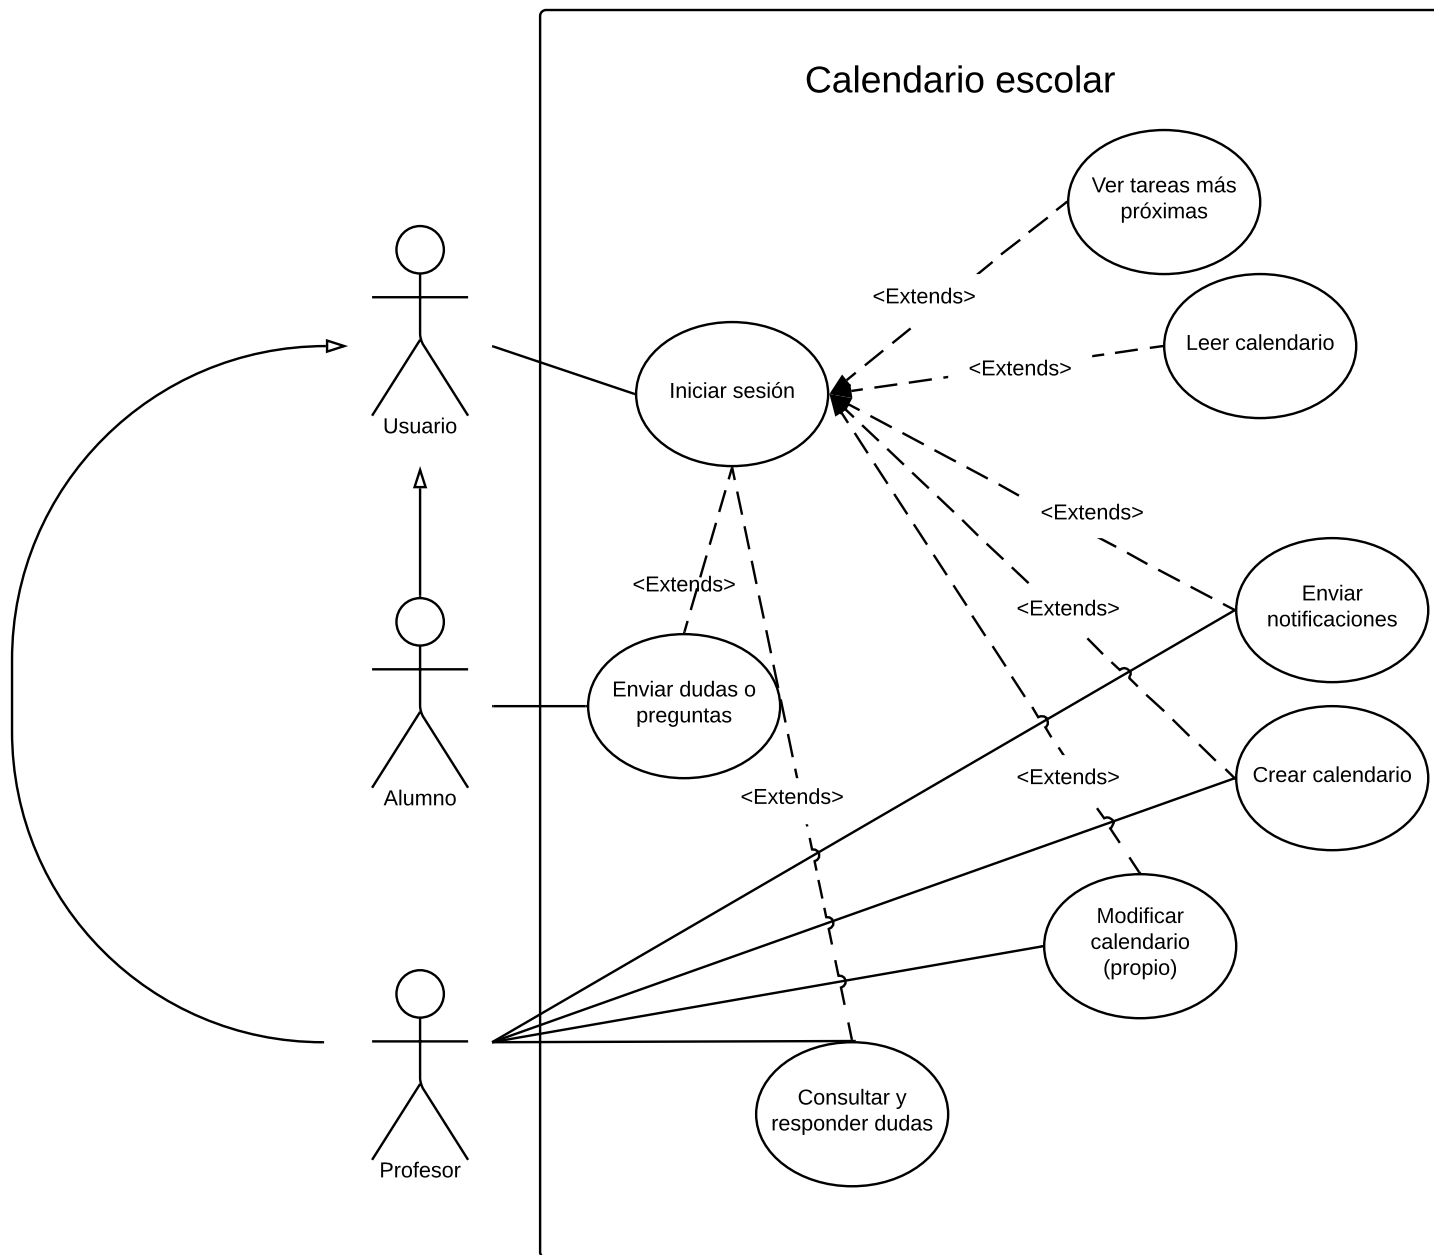 Calendario escolar
Ver tareas más
próximas
<Extends>
Leer calendario
<Extends>
Iniciar sesión
Usuario
<Extends>
<Extends>
Enviar
notificaciones
<Extends>
Enviar dudas o
preguntas
Alumno
<Extends>
<Extends>
Crear calendario
Modificar
calendario
(propio)
Consultar y
responder dudas
Profesor